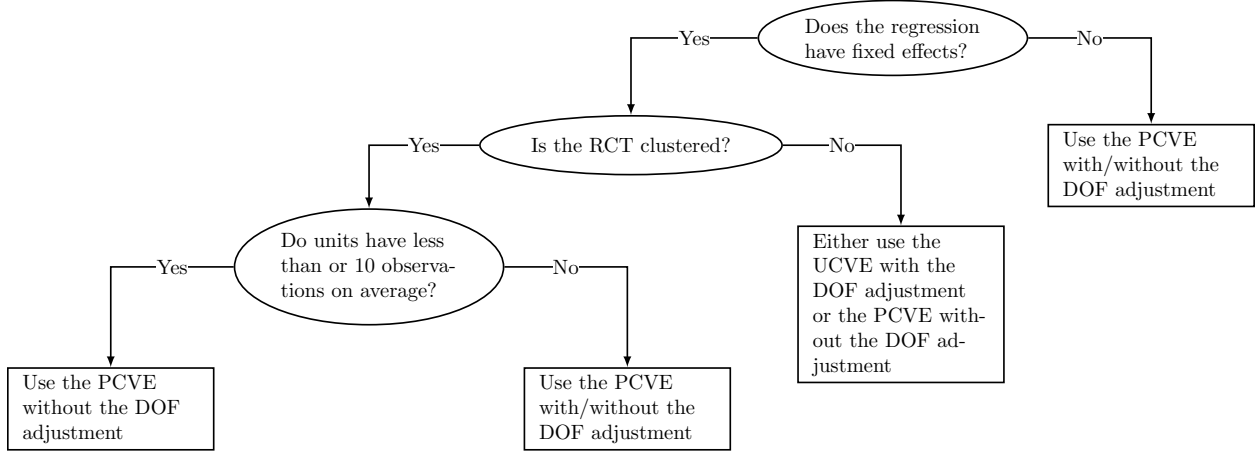 Does the regression
have fixed effects?
Yes
No
Is the RCT clustered?
Yes
No
Use the PCVE
with/without the
DOF adjustment
Do units have less
than or 10 observa-
tions on average?
Yes
No
Either use the
UCVE with the
DOF adjustment
or the PCVE with-
out the DOF ad-
justment
Use the PCVE
without the DOF
adjustment
Use the PCVE
with/without the
DOF adjustment